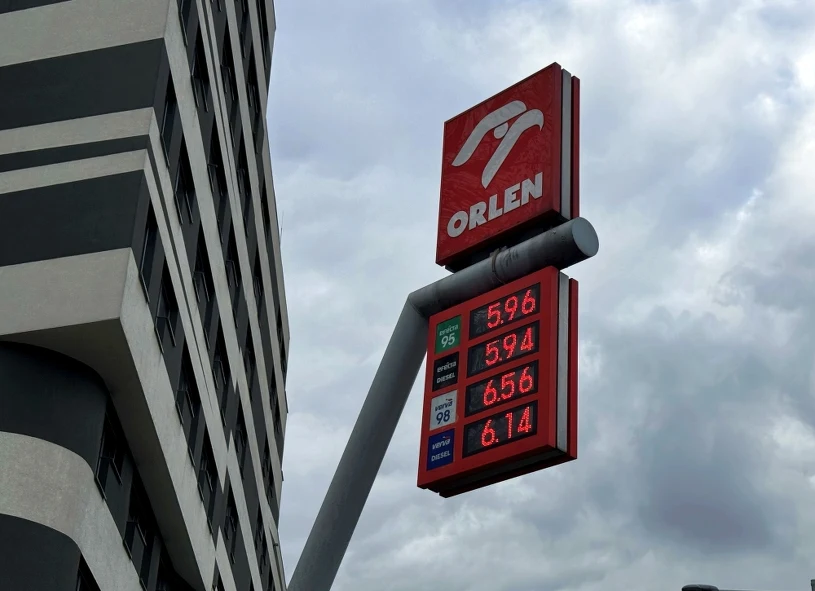 ORLEN
efecta
95
5.96
efecta
DIESEL
5.94
verva
98
6.56
verva
DIESEL
6.14